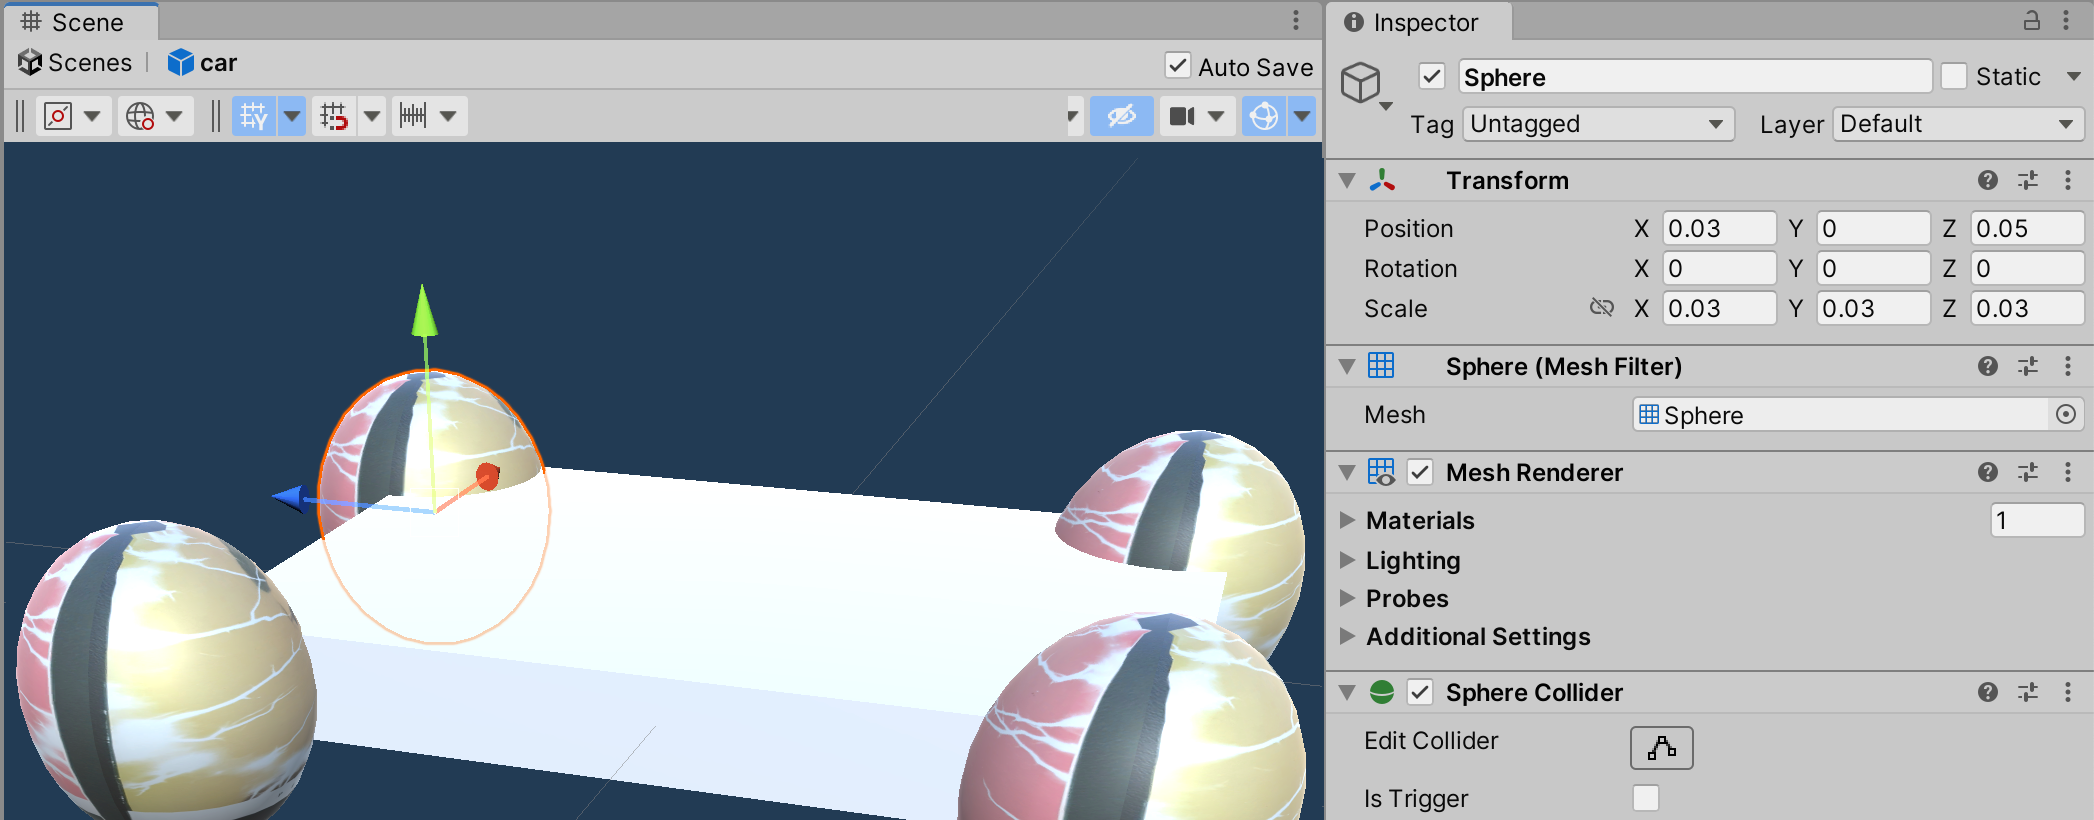 Scene
Scenes | car
Auto Save
Inspector
Sphere
Static
Tag Untagged Layer Default
Transform
Position X 0.03 Y 0 Z 0.05
Rotation X 0 Y 0 Z 0
Scale X 0.03 Y 0.03 Z 0.03
Sphere (Mesh Filter)
Mesh Sphere
Mesh Renderer
Materials 1
Lighting
Probes
Additional Settings
Sphere Collider
Edit Collider
Is Trigger